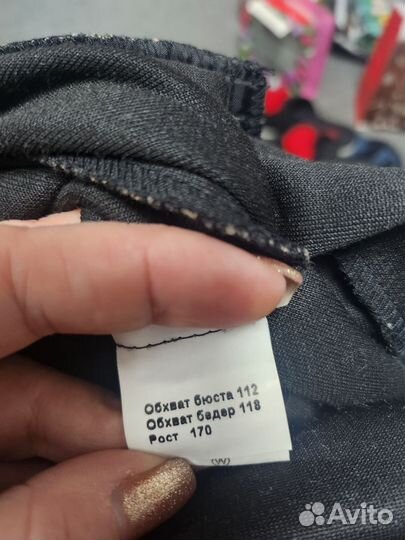 Обхват бюста 112
Обхват бедер 118
Рост 170
(W)
Avito